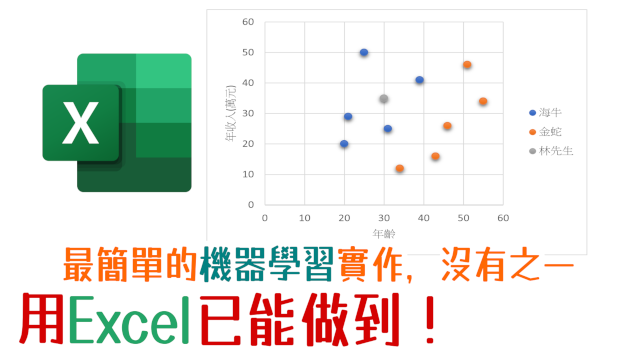 X
60
50
40
30
20
10
0
年收入(萬元)
0 10 20 30 40 50 60
年齡
海牛
金蛇
林先生
最簡單的機器學習實作, 沒有之一
用Excel已能做到！